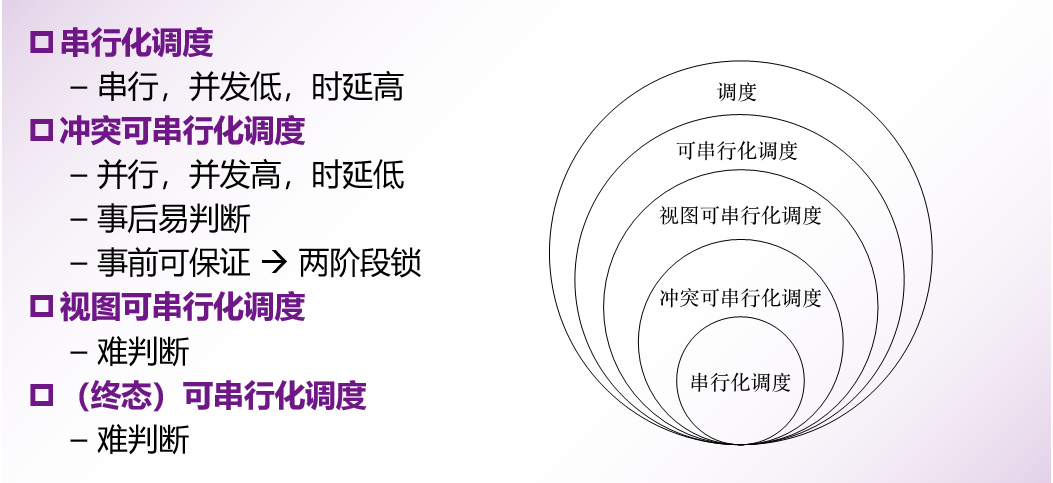 串行化调度
– 串行，并发低，时延高
冲突可串行化调度
– 并行，并发高，时延低
– 事后易判断
– 事前可保证 → 两阶段锁
视图可串行化调度
– 难判断
（终态）可串行化调度
– 难判断
调度
可串行化调度
视图可串行化调度
冲突可串行化调度
串行化调度